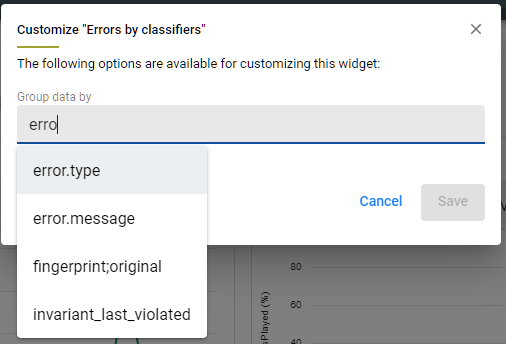 Customize "Errors by classifiers"
The following options are available for customizing this widget:
Group data by
erro
error.type
error.message
fingerprint;original
invariant_last_violated
Cancel
Save
80
60
40
sPlayed (%)